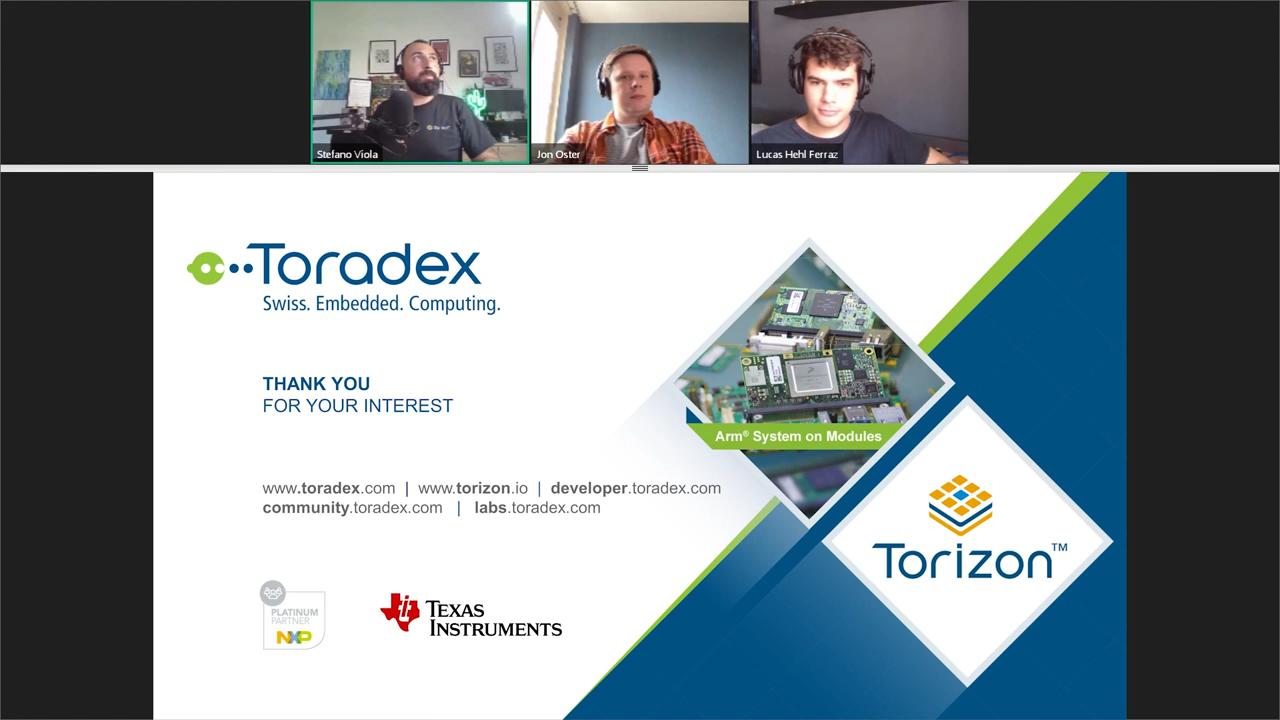 Stefano Viola
Jon Oster
Lucas Hehl Ferraz
Toradex
Swiss. Embedded. Computing.
THANK YOU
FOR YOUR INTEREST
www.toradex.com | www.torizon.io | developer.toradex.com
community.toradex.com | labs.toradex.com
Arm® System on Modules
Torizon™
PLATINUM
PARTNER
NXP
TEXAS
INSTRUMENTS